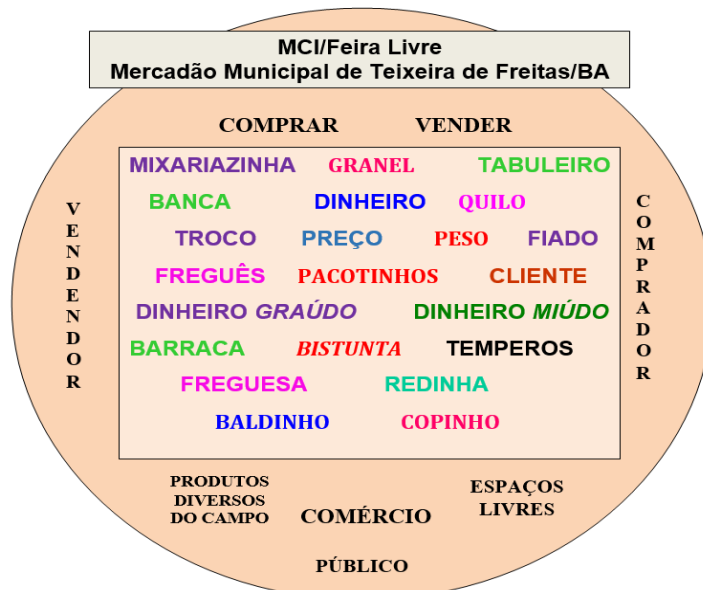 MCI/Feira Livre
Mercadão Municipal de Teixeira de Freitas/BA
COMPRAR VENDER
VENDENDOR
MIXARIAZINHA GRANEL TABULEIRO
BANCA DINHEIRO QUILO
TROCO PREÇO PESO FIADO
FREGUÊS PACOTINHOS CLIENTE
DINHEIRO GRAÚDO DINHEIRO MIÚDO
BARRACA BISTUNTA TEMPEROS
FREGUESA REDINHA
BALDINHO COPINHO
COMPRADOR
PRODUTOS
DIVERSOS
DO CAMPO
COMÉRCIO
ESPAÇOS
LIVRES
PÚBLICO